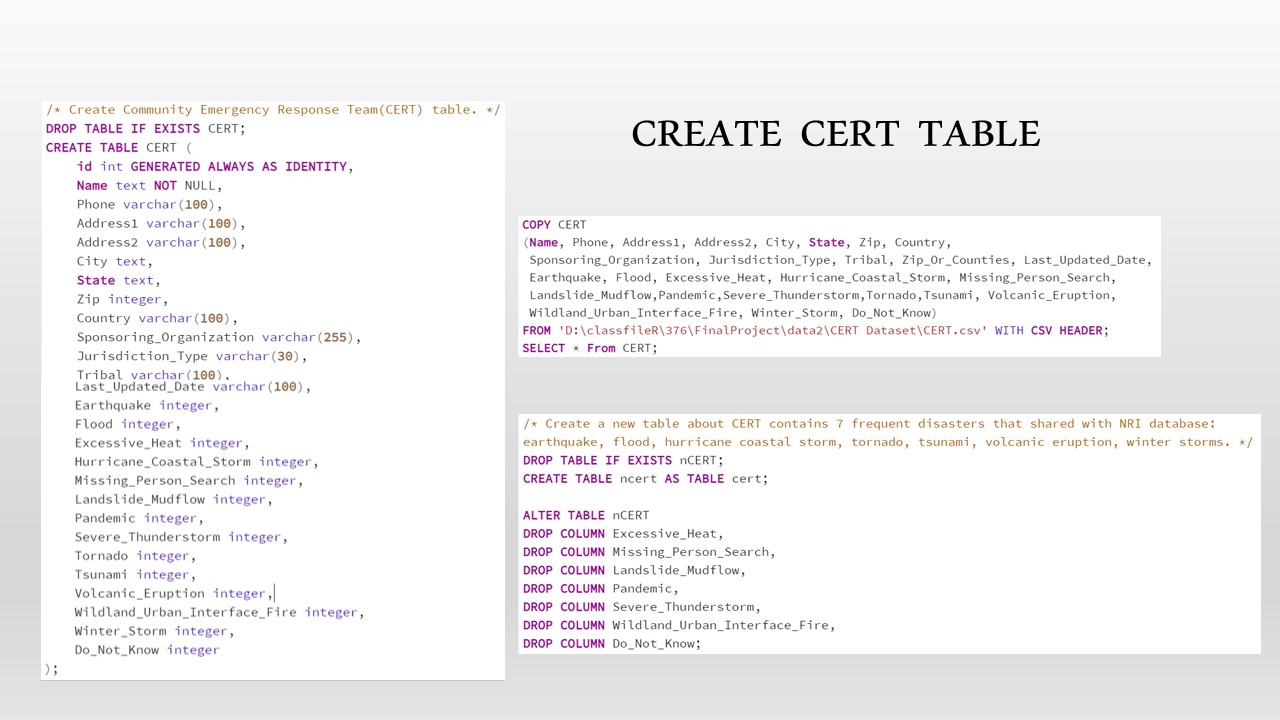 /* Create Community Emergency Response Team(CERT) table. */
DROP TABLE IF EXISTS CERT;
CREATE TABLE CERT (
id int GENERATED ALWAYS AS IDENTITY,
Name text NOT NULL,
Phone varchar(100),
Address1 varchar(100),
Address2 varchar(100),
City text,
State text,
Zip integer,
Country varchar(100),
Sponsoring_Organization varchar(255),
Jurisdiction_Type varchar(30),
Tribal varchar(100),
Last_Updated_Date varchar(100),
Earthquake integer,
Flood integer,
Excessive_Heat integer,
Hurricane_Coastal_Storm integer,
Missing_Person_Search integer,
Landslide_Mudflow integer,
Pandemic integer,
Severe_Thunderstorm integer,
Tornado integer,
Tsunami integer,
Volcanic_Eruption integer,
Wildland_Urban_Interface_Fire integer,
Winter_Storm integer,
Do_Not_Know integer
);
CREATE CERT TABLE
COPY CERT
(Name, Phone, Address1, Address2, City, State, Zip, Country,
Sponsoring_Organization, Jurisdiction_Type, Tribal, Zip_Or_Counties, Last_Updated_Date,
Earthquake, Flood, Excessive_Heat, Hurricane_Coastal_Storm, Missing_Person_Search,
Landslide_Mudflow,Pandemic,Severe_Thunderstorm,Tornado,Tsunami, Volcanic_Eruption,
Wildland_Urban_Interface_Fire, Winter_Storm, Do_Not_Know)
FROM 'D:\classfileR\376\FinalProject\data2\CERT Dataset\CERT.csv' WITH CSV HEADER;
SELECT * From CERT;
/* Create a new table about CERT contains 7 frequent disasters that shared with NRI database:
earthquake, flood, hurricane coastal storm, tornado, tsunami, volcanic eruption, winter storms. */
DROP TABLE IF EXISTS nCERT;
CREATE TABLE ncert AS TABLE cert;
ALTER TABLE nCERT
DROP COLUMN Excessive_Heat,
DROP COLUMN Missing_Person_Search,
DROP COLUMN Landslide_Mudflow,
DROP COLUMN Pandemic,
DROP COLUMN Severe_Thunderstorm,
DROP COLUMN Wildland_Urban_Interface_Fire,
DROP COLUMN Do_Not_Know;